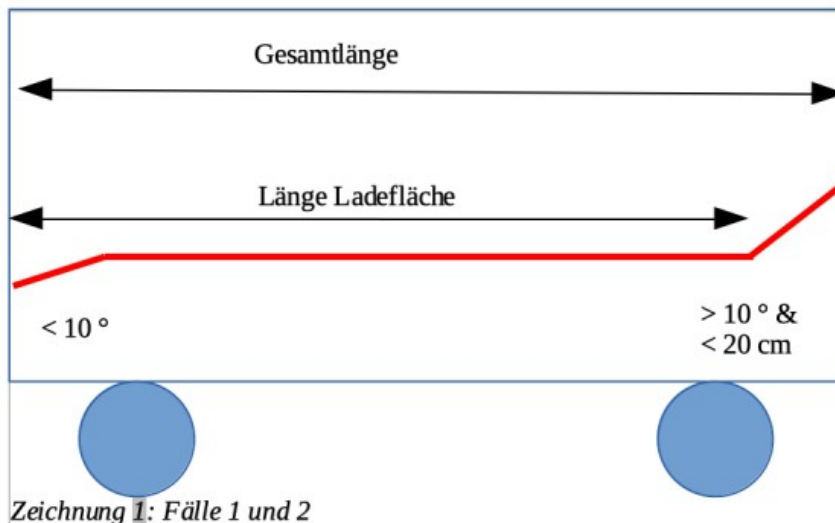 Gesamtlänge
Länge Ladefläche
< 10 °
> 10 ° &
< 20 cm
Zeichnung 1: Fälle 1 und 2